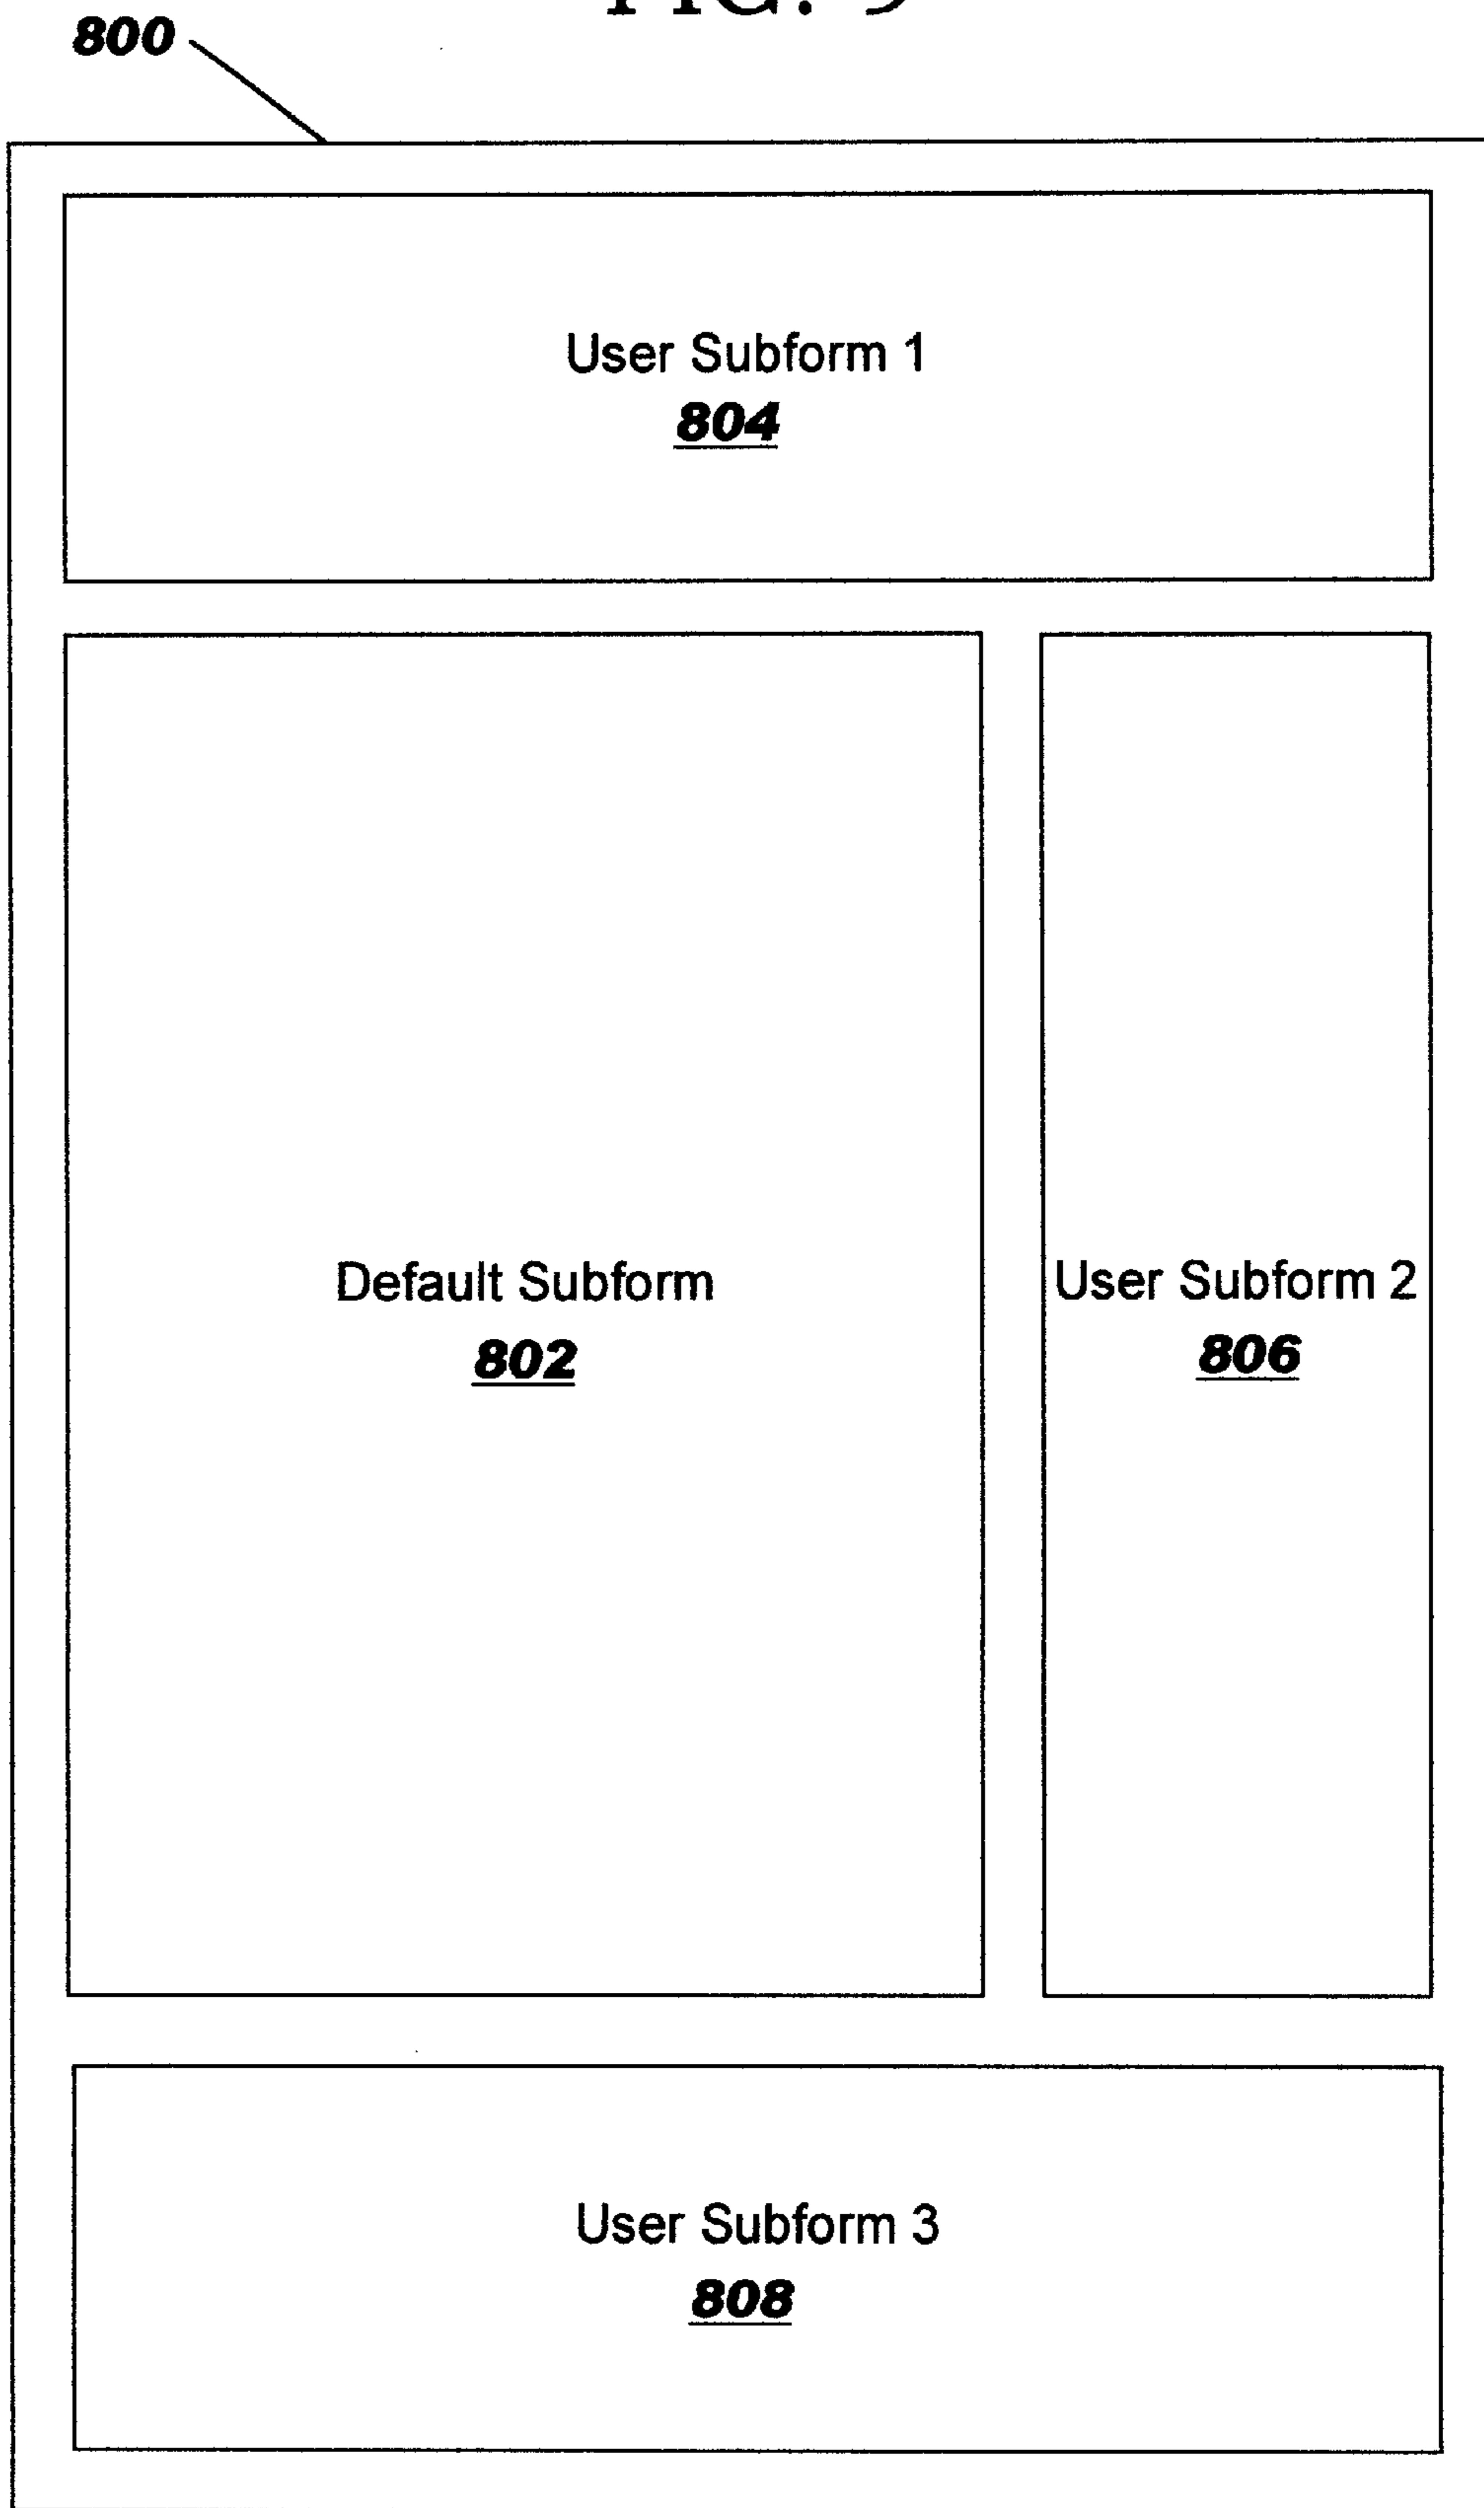 800
User Subform 1
804
Default Subform
802
User Subform 2
806
User Subform 3
808